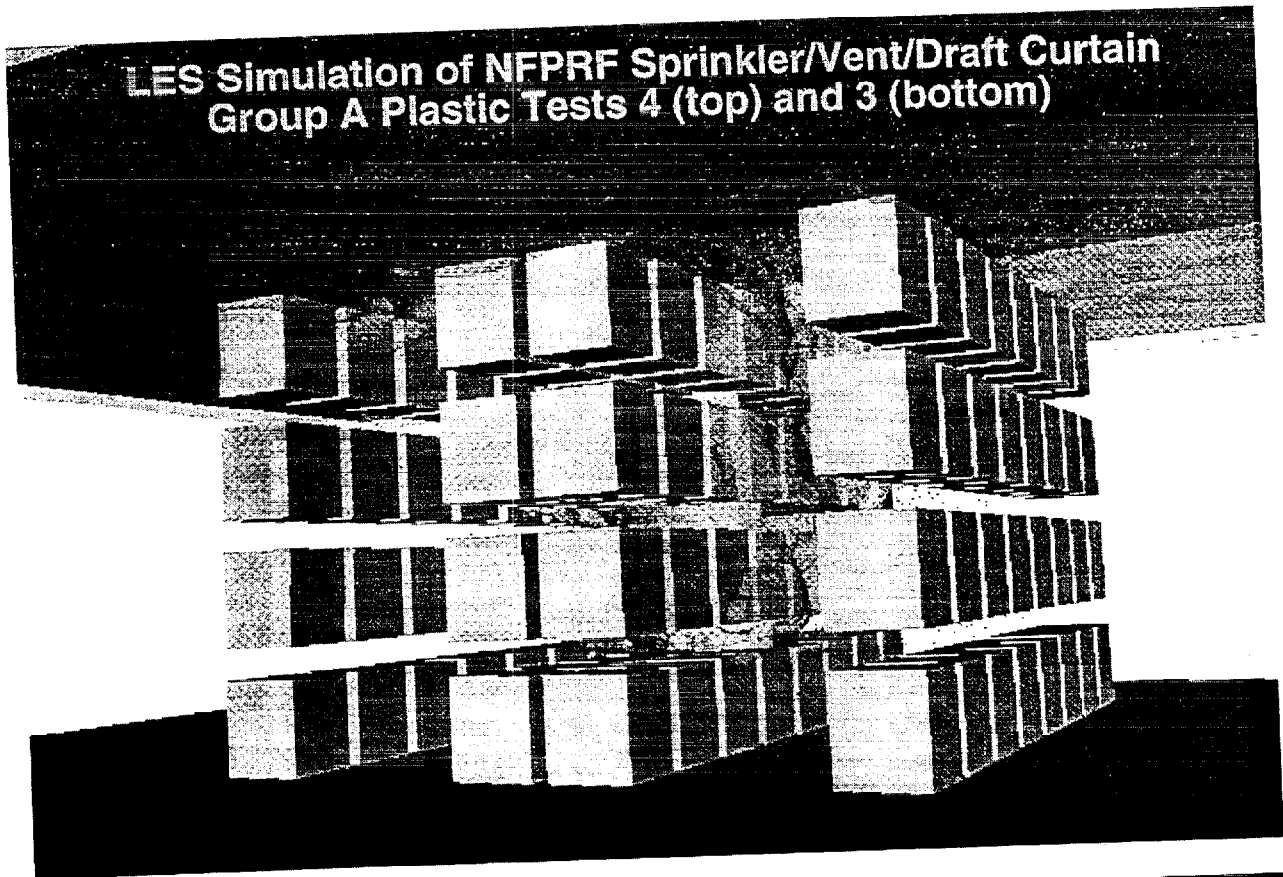 LES Simulation of NFPRF Sprinkler/Vent/Draft Curtain
Group A Plastic Tests 4 (top) and 3 (bottom)